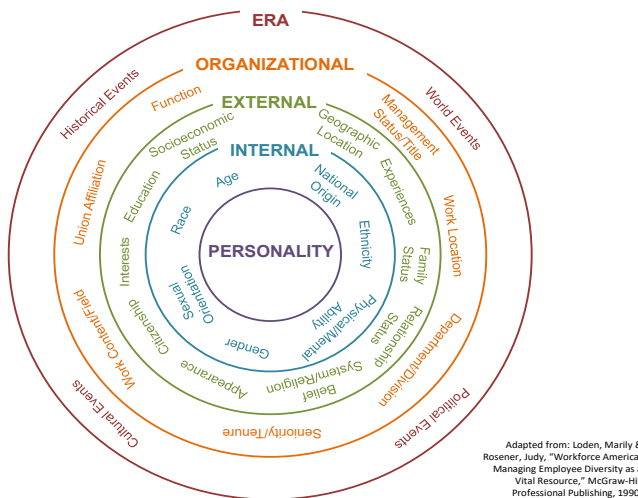 ERA
Historical Events
World Events
Cultural Events
Political Events
ORGANIZATIONAL
Function
Management
Status/Title
Union Affiliation
Work Location
Work Content/Field
Department/Division
Seniority/Tenure
EXTERNAL
Socioeconomic
Status
Geographic
Location
Education
Experiences
Interests
Family
Status
Citizenship
Relationship
Status
Appearance
Belief
System/Religion
INTERNAL
Age
National
Origin
Race
Ethnicity
Sexual
Orientation
Physical/Mental
Ability
Gender
PERSONALITY
Adapted from: Loden, Marily &
Rosener, Judy, "Workforce America
Managing Employee Diversity as a
Vital Resource," McGraw-Hi
Professional Publishing, 1990